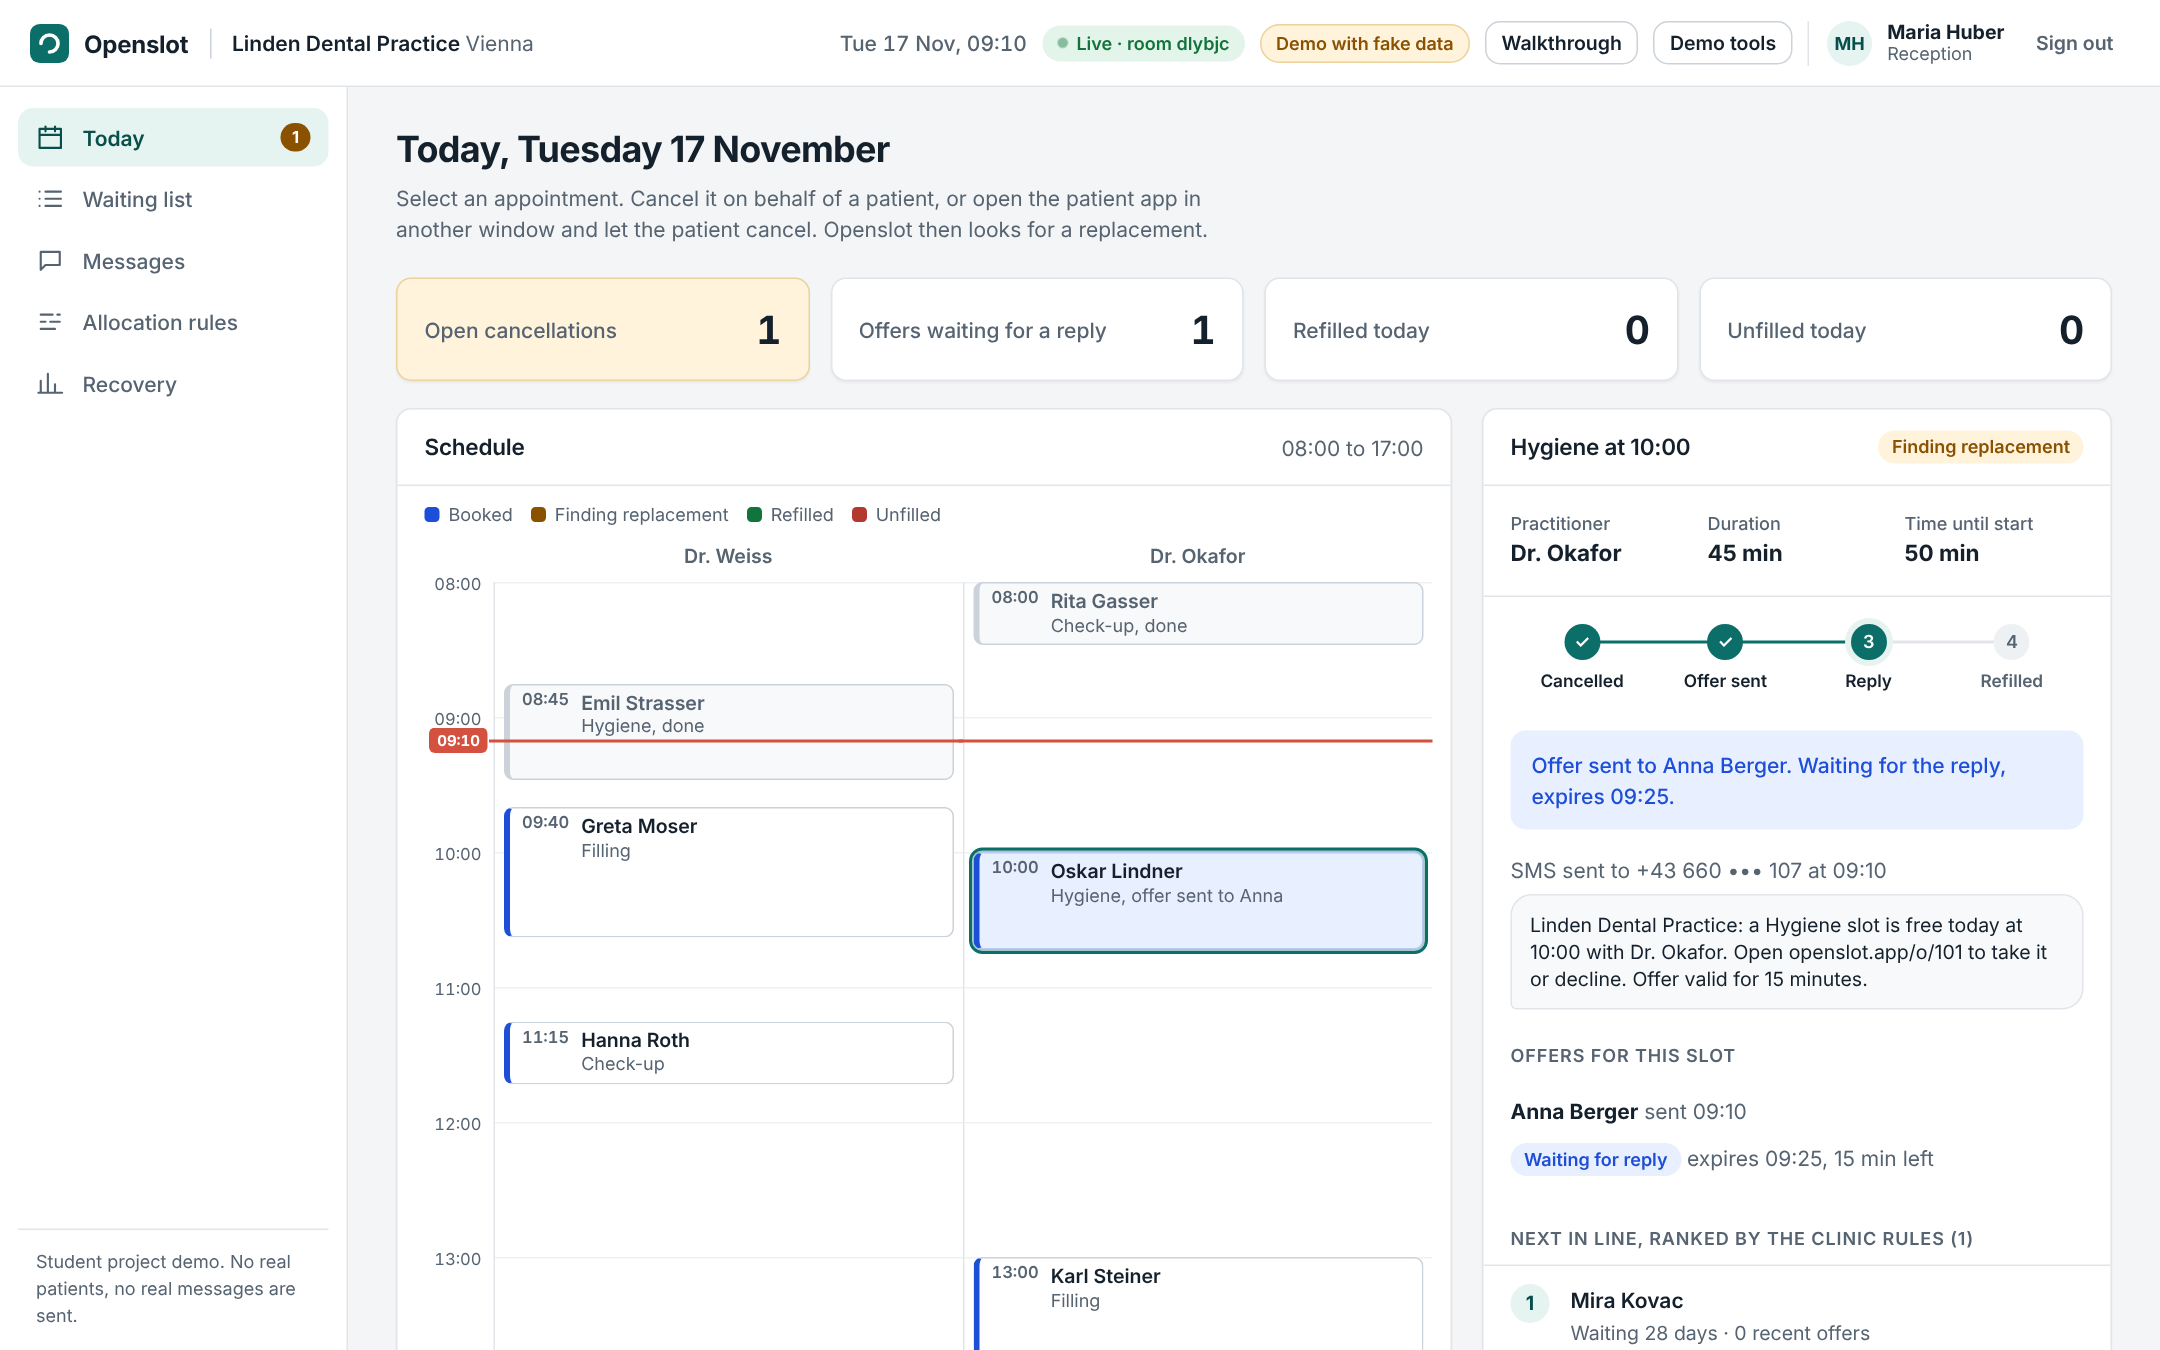 Openslot
Linden Dental Practice Vienna
Tue 17 Nov, 09:10
Live · room dlybjc
Demo with fake data
Walkthrough
Demo tools
MH
Maria Huber
Reception
Sign out
Today
1
Waiting list
Messages
Allocation rules
Recovery
Student project demo. No real
patients, no real messages are
sent.
Today, Tuesday 17 November
Select an appointment. Cancel it on behalf of a patient, or open the patient app in
another window and let the patient cancel. Openslot then looks for a replacement.
Open cancellations 1
Offers waiting for a reply 1
Refilled today 0
Unfilled today 0
Schedule
08:00 to 17:00
Booked
Finding replacement
Refilled
Unfilled
Dr. Weiss
Dr. Okafor
08:00
09:00
09:10
10:00
11:00
12:00
13:00
08:45 Emil Strasser
Hygiene, done
09:40 Greta Moser
Filling
11:15 Hanna Roth
Check-up
08:00 Rita Gasser
Check-up, done
10:00 Oskar Lindner
Hygiene, offer sent to Anna
13:00 Karl Steiner
Filling
Hygiene at 10:00
Finding replacement
Practitioner
Dr. Okafor
Duration
45 min
Time until start
50 min
Cancelled
Offer sent
3
Reply
4
Refilled
Offer sent to Anna Berger. Waiting for the reply,
expires 09:25.
SMS sent to +43 660 ••• 107 at 09:10
Linden Dental Practice: a Hygiene slot is free today at
10:00 with Dr. Okafor. Open openslot.app/o/101 to take it
or decline. Offer valid for 15 minutes.
OFFERS FOR THIS SLOT
Anna Berger sent 09:10
Waiting for reply expires 09:25, 15 min left
NEXT IN LINE, RANKED BY THE CLINIC RULES (1)
1
Mira Kovac
Waiting 28 days · 0 recent offers